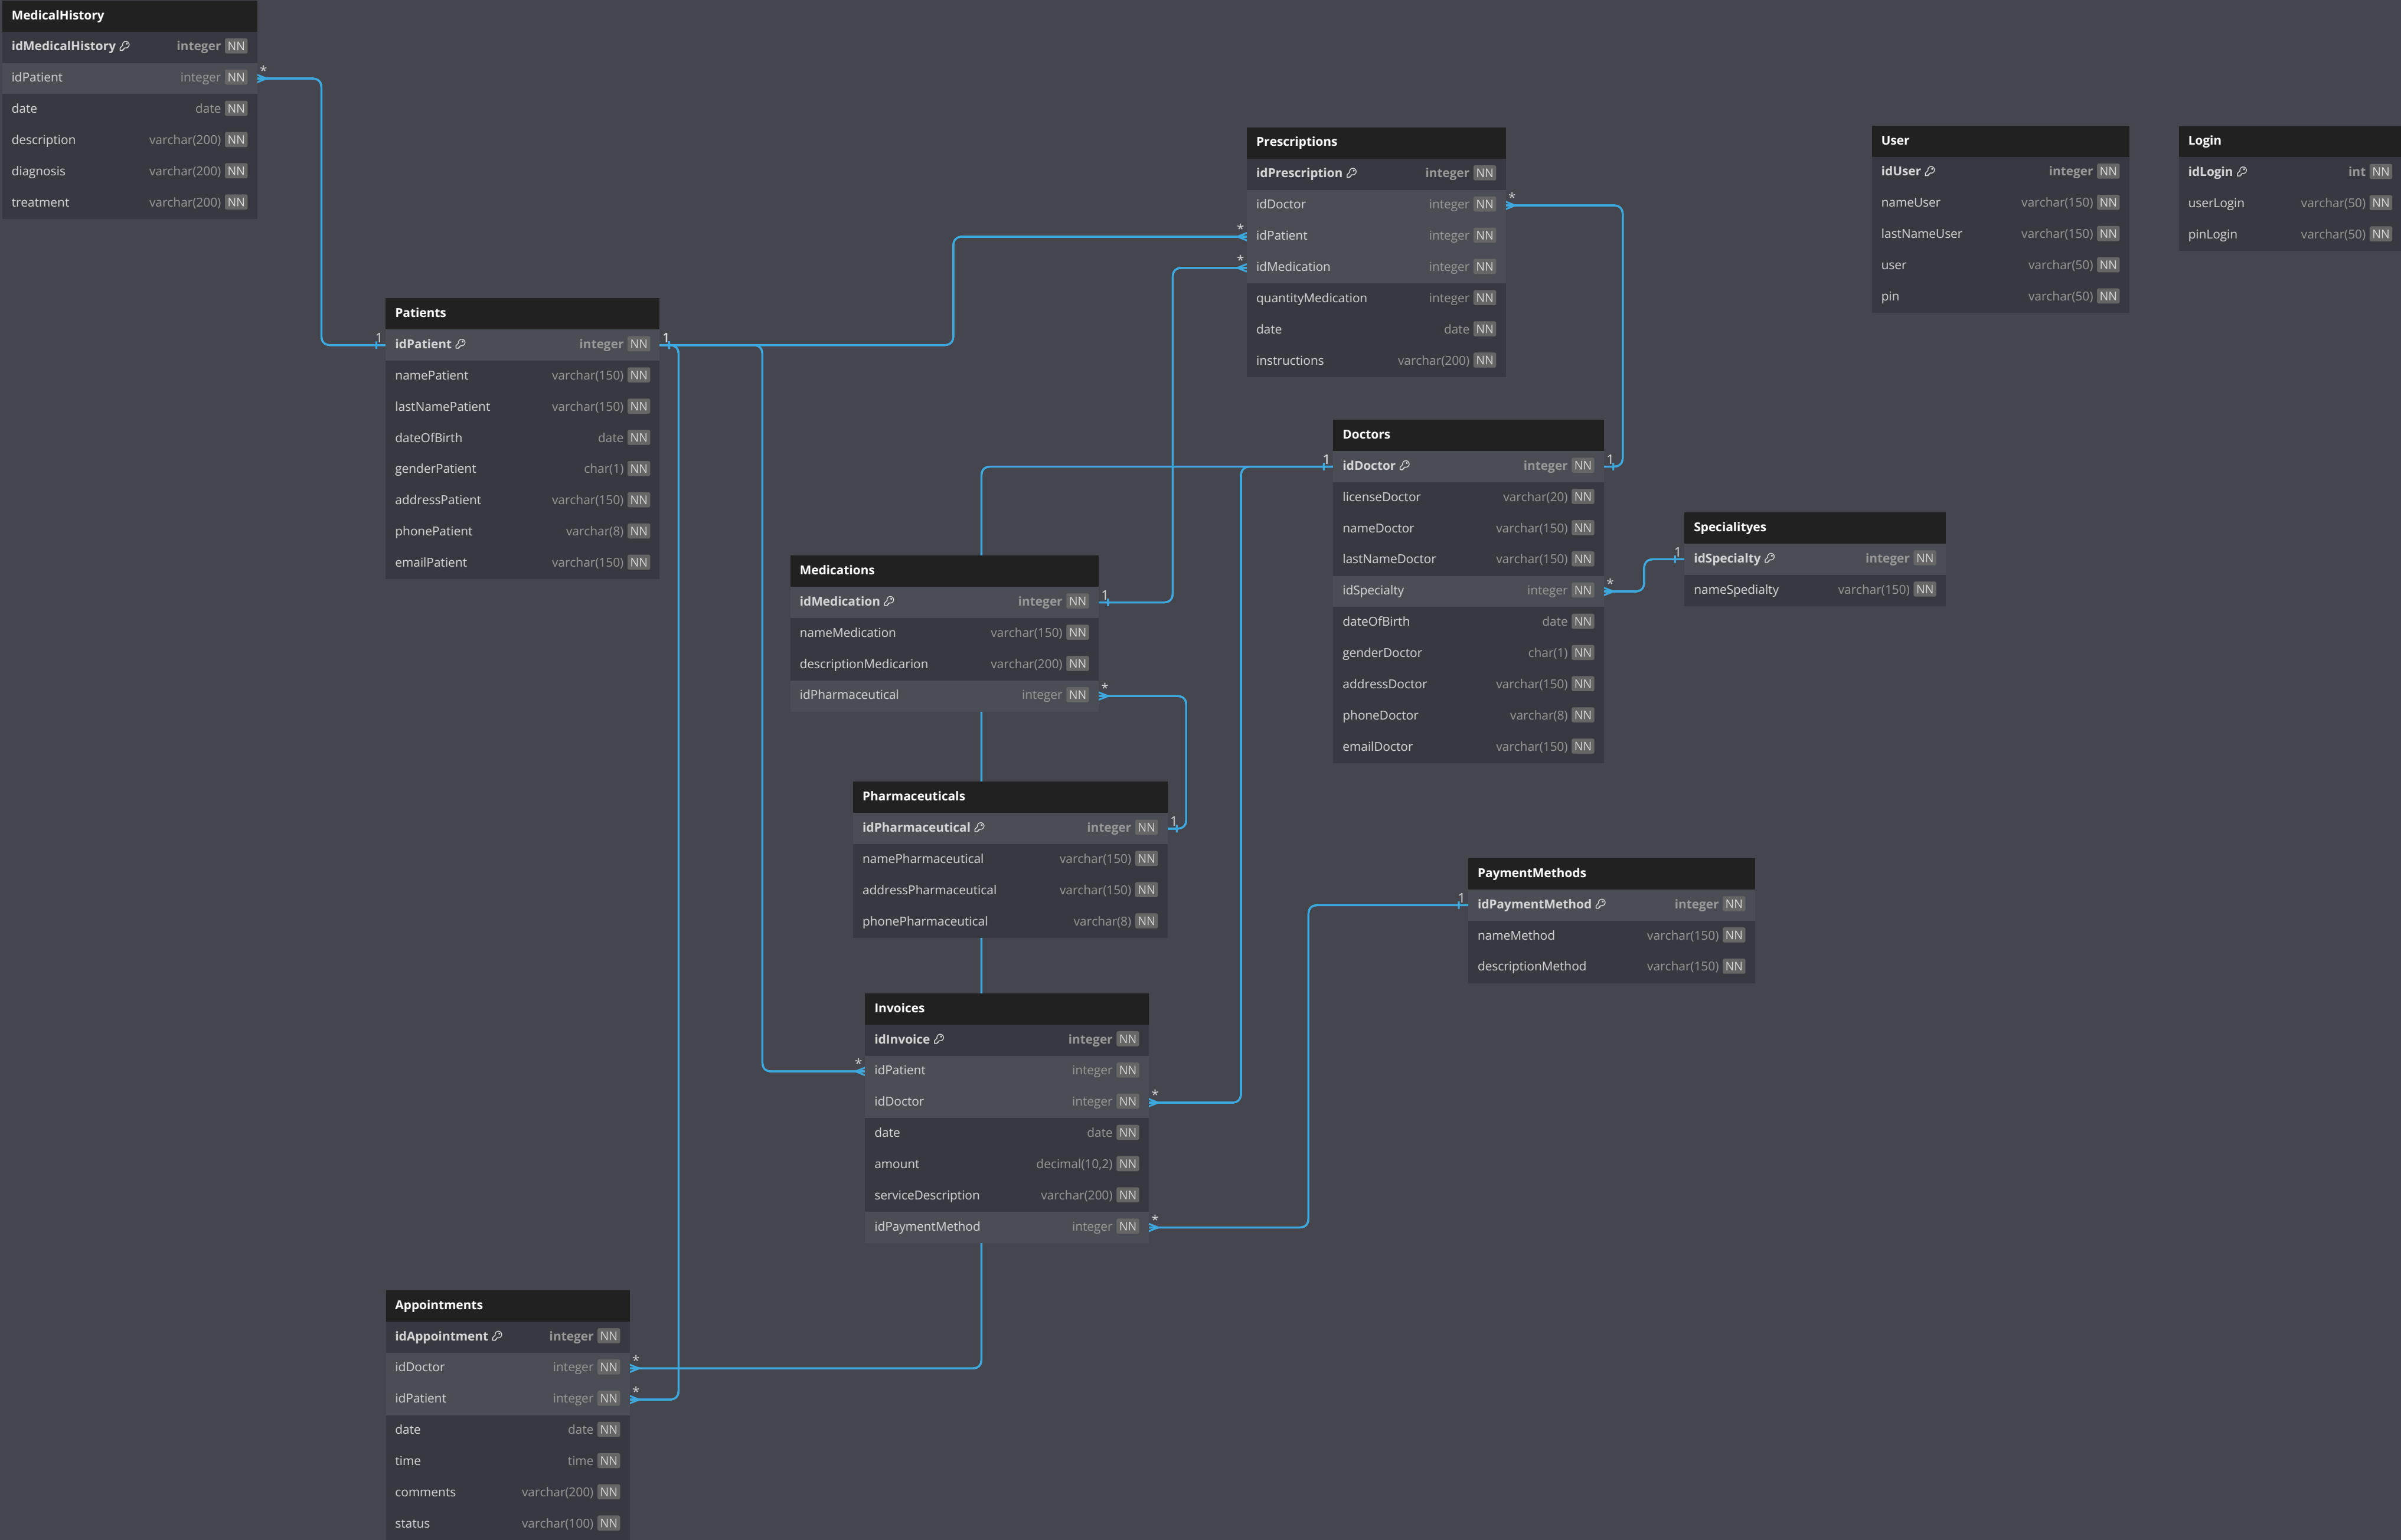 MedicalHistory
idMedicalHistory integer NN
idPatient integer NN *
date date NN
description varchar(200) NN
diagnosis varchar(200) NN
treatment varchar(200) NN
Prescriptions
idPrescription integer NN
idDoctor integer NN *
* idPatient integer NN
* idMedication integer NN
quantityMedication integer NN
date date NN
instructions varchar(200) NN
User
idUser integer NN
nameUser varchar(150) NN
lastNameUser varchar(150) NN
user varchar(50) NN
pin varchar(50) NN
Login
idLogin int NN
userLogin varchar(50) NN
pinLogin varchar(50) NN
Patients
1 idPatient integer NN 1
namePatient varchar(150) NN
lastNamePatient varchar(150) NN
dateOfBirth date NN
genderPatient char(1) NN
addressPatient varchar(150) NN
phonePatient varchar(8) NN
emailPatient varchar(150) NN
Doctors
1 idDoctor integer NN 1
licenseDoctor varchar(20) NN
nameDoctor varchar(150) NN
lastNameDoctor varchar(150) NN
idSpecialty integer NN *
dateOfBirth date NN
genderDoctor char(1) NN
addressDoctor varchar(150) NN
phoneDoctor varchar(8) NN
emailDoctor varchar(150) NN
Specialityes
1 idSpecialty integer NN
nameSpedialty varchar(150) NN
Medications
idMedication integer NN 1
nameMedication varchar(150) NN
descriptionMedicarion varchar(200) NN
idPharmaceutical integer NN *
Pharmaceuticals
idPharmaceutical integer NN 1
namePharmaceutical varchar(150) NN
addressPharmaceutical varchar(150) NN
phonePharmaceutical varchar(8) NN
PaymentMethods
1 idPaymentMethod integer NN
nameMethod varchar(150) NN
descriptionMethod varchar(150) NN
Invoices
idInvoice integer NN
* idPatient integer NN
idDoctor integer NN *
date date NN
amount decimal(10,2) NN
serviceDescription varchar(200) NN
idPaymentMethod integer NN *
Appointments
idAppointment integer NN
idDoctor integer NN *
idPatient integer NN *
date date NN
time time NN
comments varchar(200) NN
status varchar(100) NN